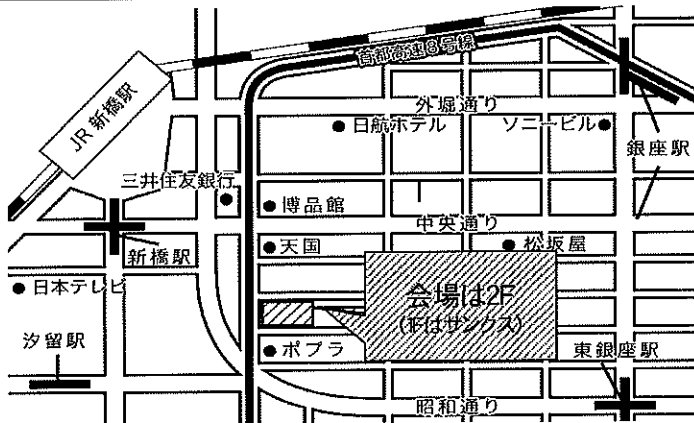 首都高速8号線
JR 新橋駅
外堀通り
日航ホテル
ソニービル
銀座駅
三井住友銀行
博品館
中央通り
天国
松坂屋
新橋駅
日本テレビ
会場は2F
(1Fはサンクス)
汐留駅
ポプラ
東銀座駅
昭和通り